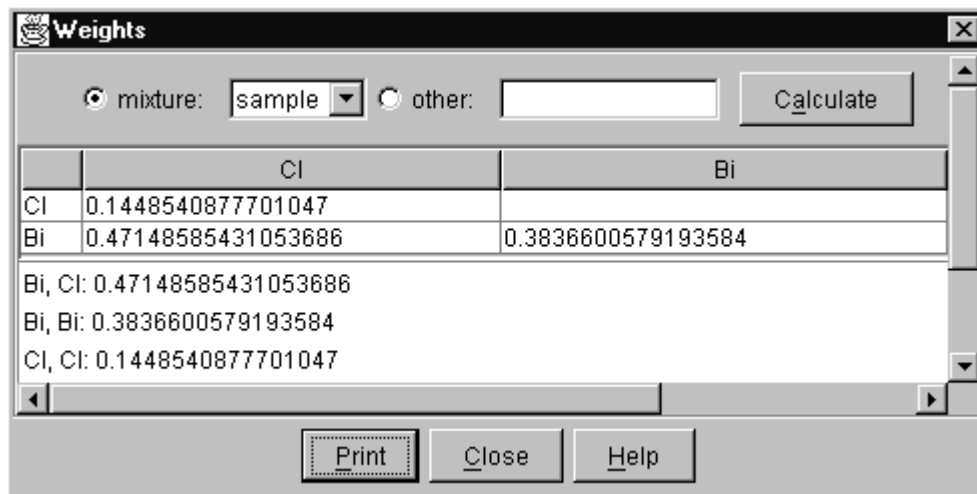 Weights
mixture: sample other: Calculate
Cl Bi
Cl 0.1448540877701047
Bi 0.47148585431053686 0.3836600579193584
Bi, Cl: 0.47148585431053686
Bi, Bi: 0.3836600579193584
Cl, Cl: 0.1448540877701047
Print Close Help